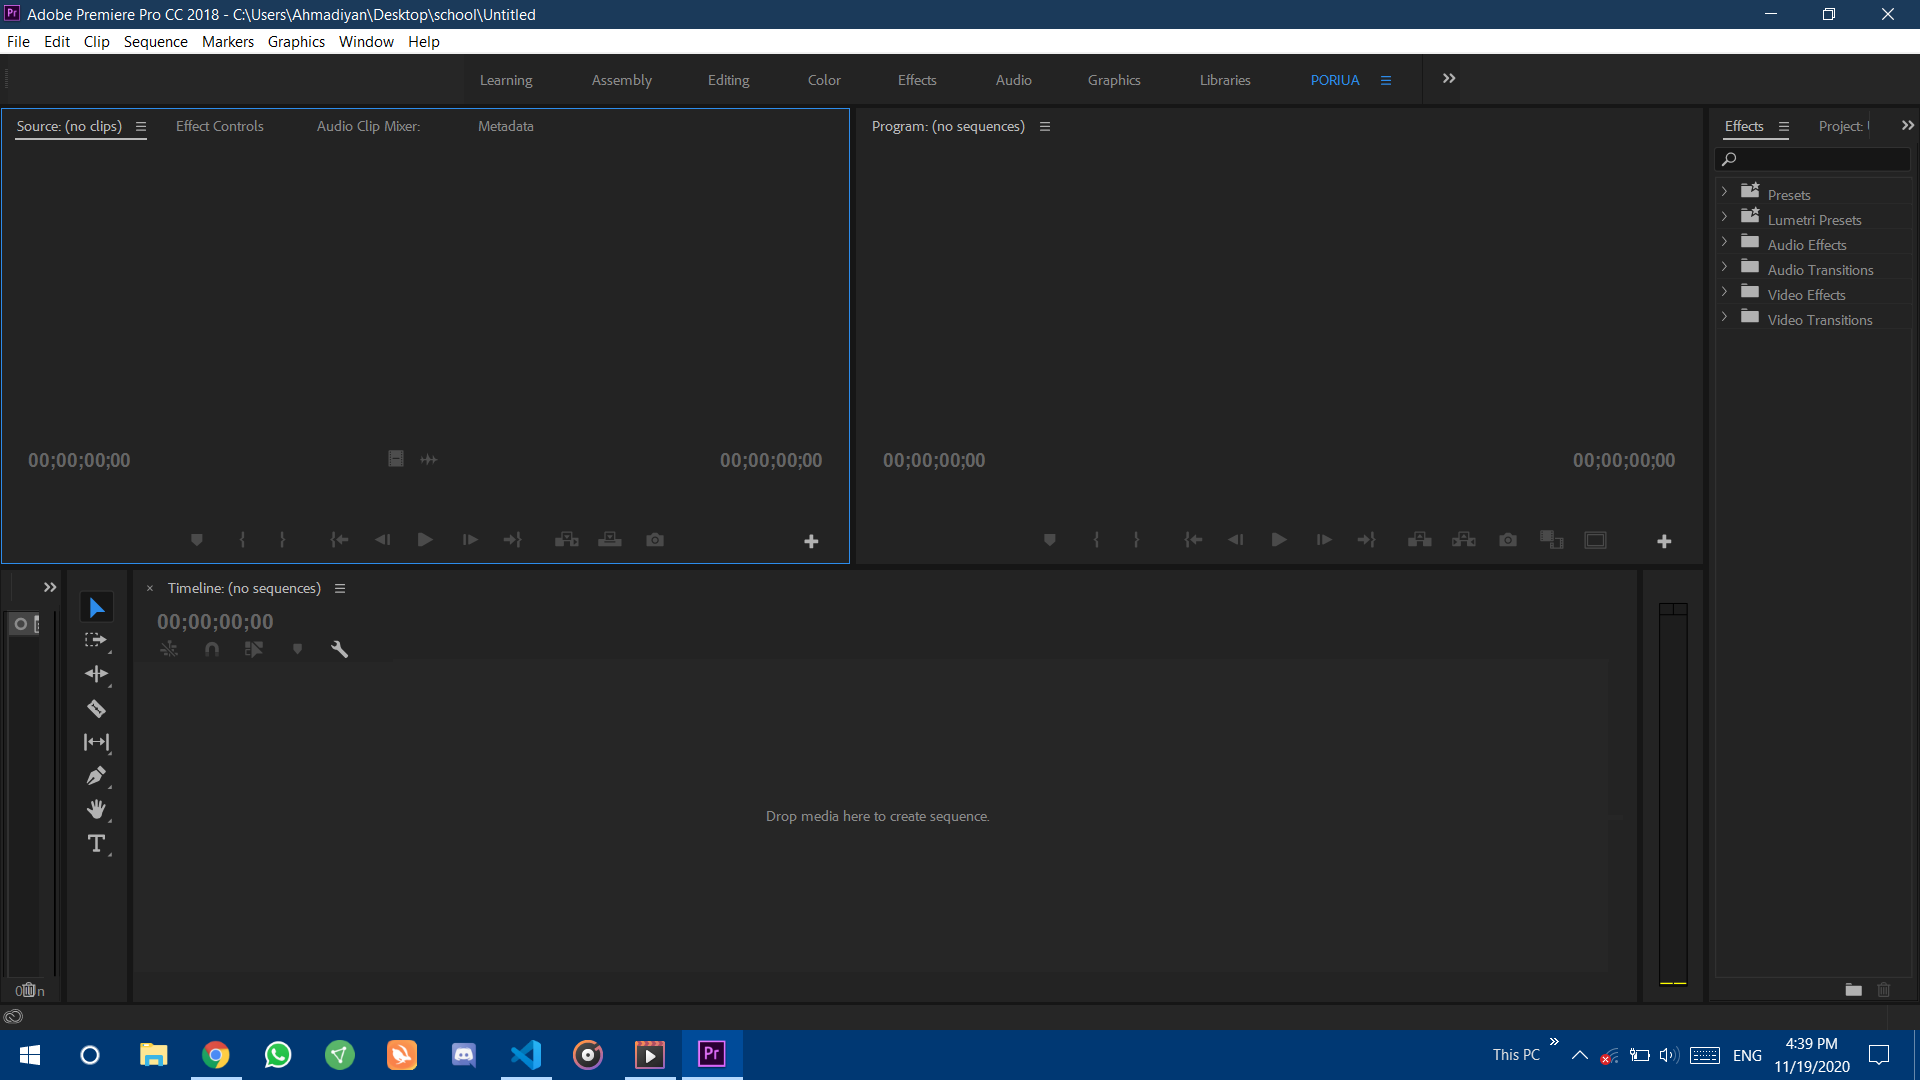 Adobe Premiere Pro CC 2018 - C:\Users\Ahmadiyan\Desktop\school\Untitled
File Edit Clip Sequence Markers Graphics Window Help
Learning Assembly Editing Color Effects Audio Graphics Libraries PORIUA
Source: (no clips) Effect Controls Audio Clip Mixer: Metadata
Program: (no sequences)
Effects Project:
Presets
Lumetri Presets
Audio Effects
Audio Transitions
Video Effects
Video Transitions
00;00;00;00 00;00;00;00
00;00;00;00 00;00;00;00
Timeline: (no sequences)
00;00;00;00
Drop media here to create sequence.
This PC
ENG
4:39 PM
11/19/2020